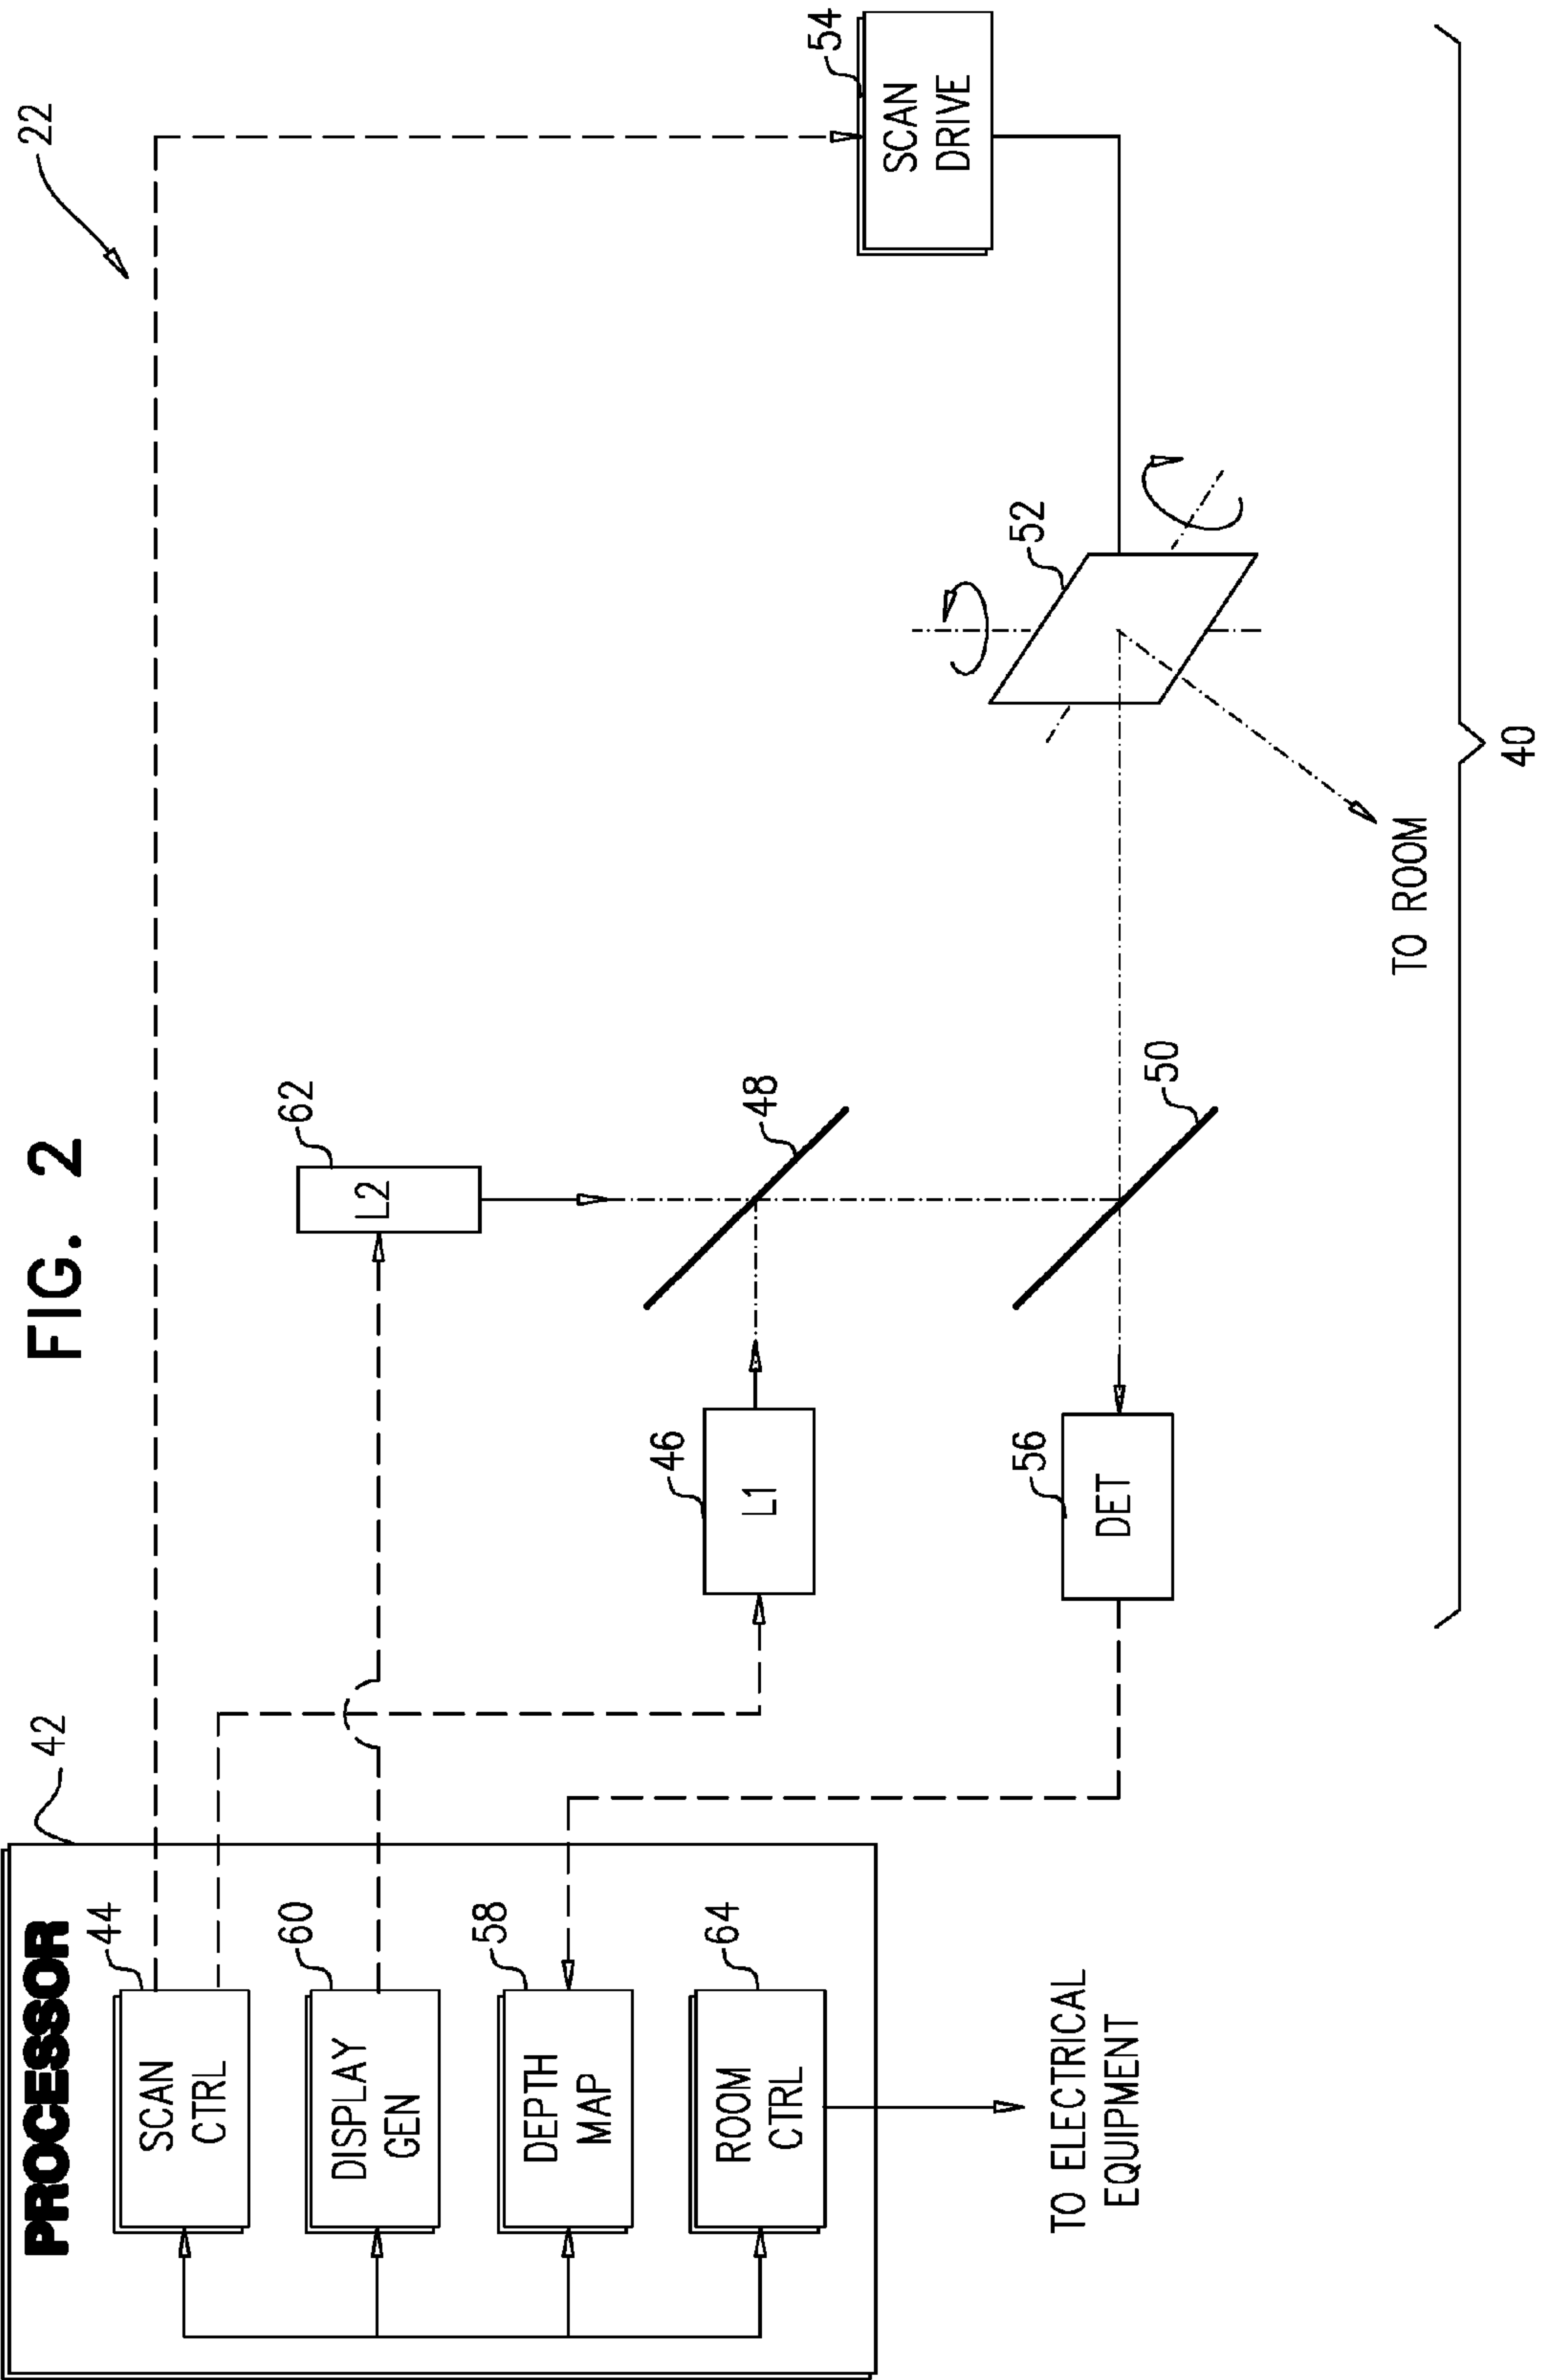 FIG. 2
22
PROCESSOR
42
44
SCAN
CTRL
60
DISPLAY
GEN
58
DEPTH
MAP
64
ROOM
CTRL
TO ELECTRICAL
EQUIPMENT
62
L2
46
L1
48
56
DET
50
52
54
SCAN
DRIVE
TO ROOM
40